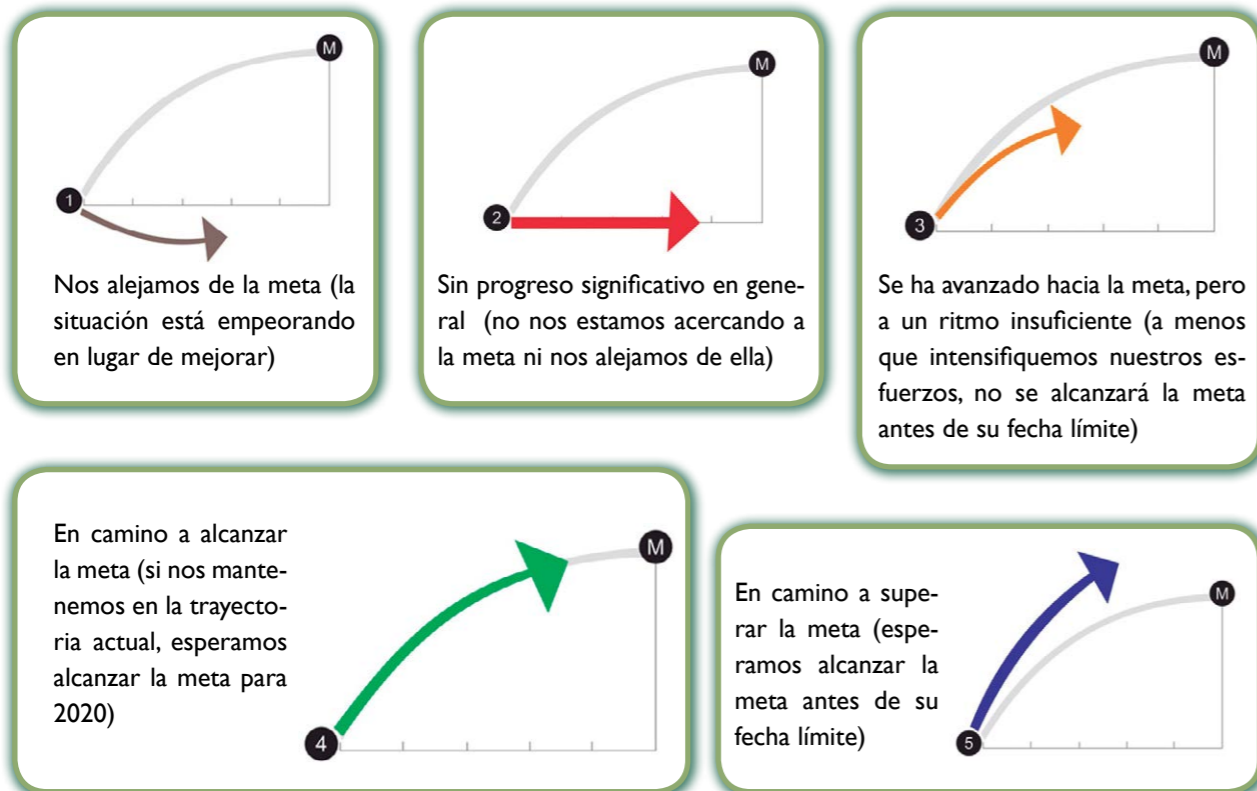 M
1
Nos alejamos de la meta (la
situación está empeorando
en lugar de mejorar)
M
2
Sin progreso significativo en gene-
ral (no nos estamos acercando a
la meta ni nos alejamos de ella)
M
3
Se ha avanzado hacia la meta, pero
a un ritmo insuficiente (a menos
que intensifiquemos nuestros es-
fuerzos, no se alcanzará la meta
antes de su fecha límite)
En camino a alcanzar
la meta (si nos mante-
nemos en la trayecto-
ria actual, esperamos
alcanzar la meta para
2020)
M
4
En camino a supe-
rar la meta (espe-
ramos alcanzar la
meta antes de su
fecha límite)
M
5